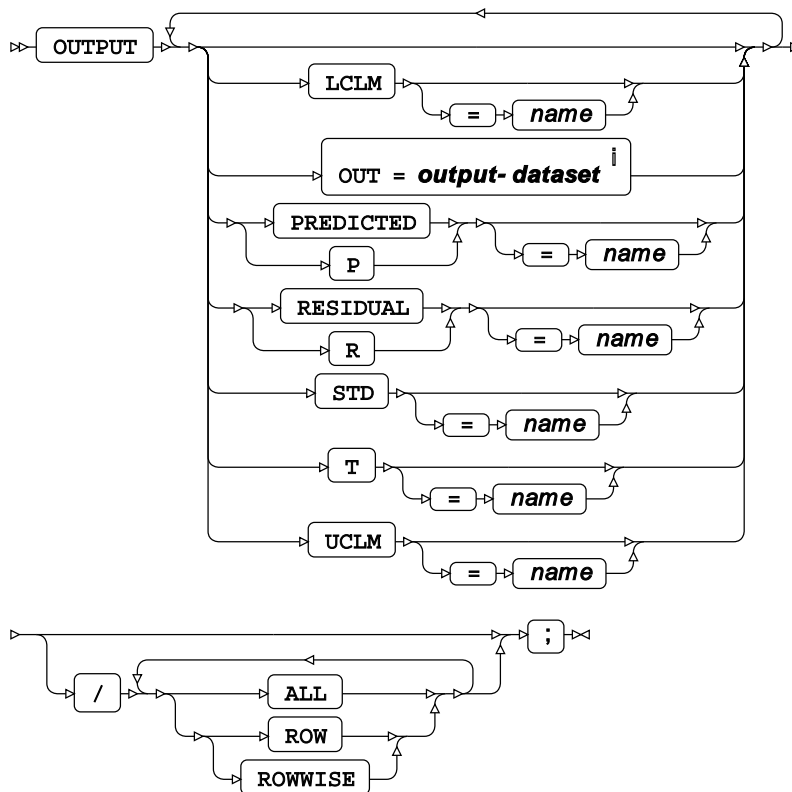 OUTPUT
LCLM
= name
OUT = output- dataset i
PREDICTED
P
= name
RESIDUAL
R
= name
STD
= name
T
= name
UCLM
= name
;
/
ALL
ROW
ROWWISE